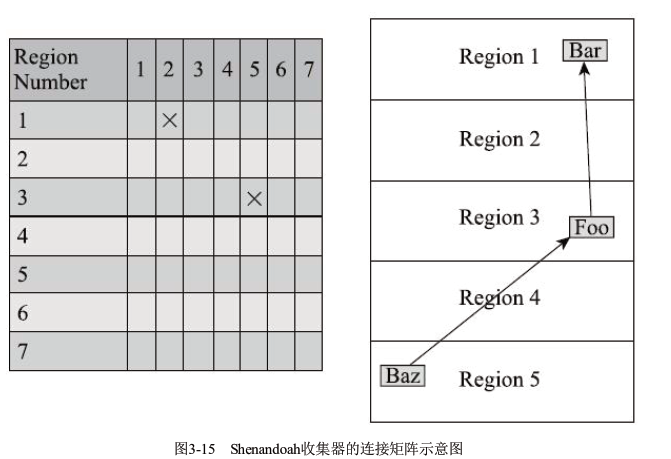 Region Number 1 2 3 4 5 6 7
1 ×
2
3 ×
4
5
6
7
Region 1 Bar
Region 2
Region 3 Foo
Region 4
Baz Region 5
图3-15 Shenandoah收集器的连接矩阵示意图